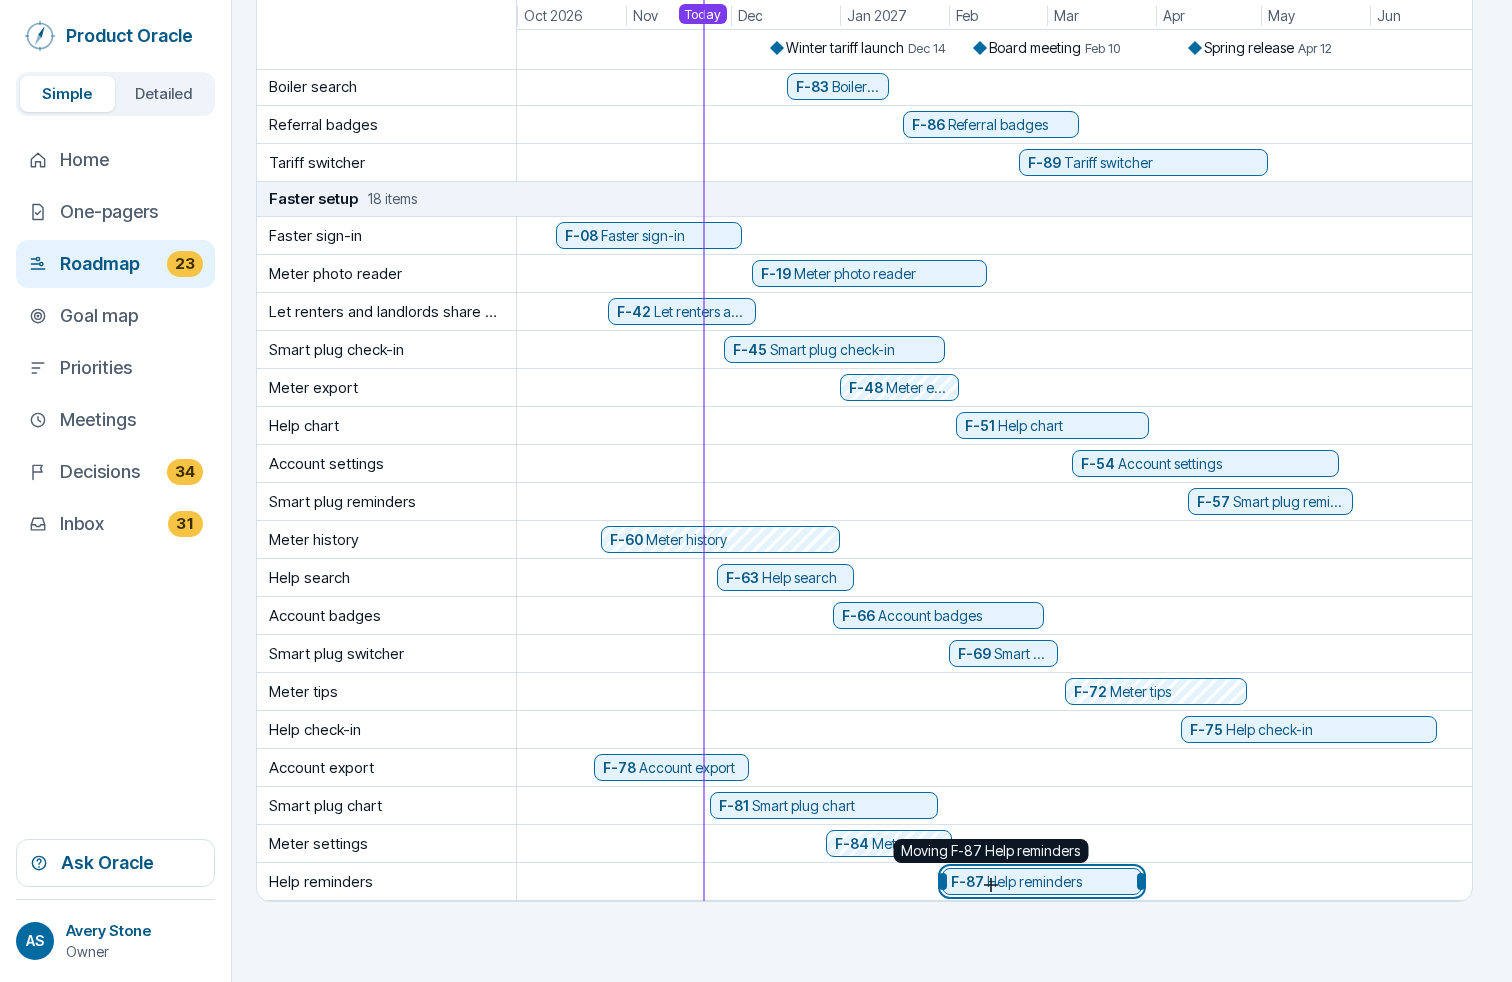 Product Oracle
Simple Detailed
Home
One-pagers
Roadmap 23
Goal map
Priorities
Meetings
Decisions 34
Inbox 31
Ask Oracle
AS
Avery Stone
Owner
Oct 2026 Nov Today Dec Jan 2027 Feb Mar Apr May Jun
Winter tariff launch Dec 14 Board meeting Feb 10 Spring release Apr 12
Boiler search F-83 Boiler...
Referral badges F-86 Referral badges
Tariff switcher F-89 Tariff switcher
Faster setup 18 items
Faster sign-in F-08 Faster sign-in
Meter photo reader F-19 Meter photo reader
Let renters and landlords share ... F-42 Let renters a...
Smart plug check-in F-45 Smart plug check-in
Meter export F-48 Meter e...
Help chart F-51 Help chart
Account settings F-54 Account settings
Smart plug reminders F-57 Smart plug remi...
Meter history F-60 Meter history
Help search F-63 Help search
Account badges F-66 Account badges
Smart plug switcher F-69 Smart ...
Meter tips F-72 Meter tips
Help check-in F-75 Help check-in
Account export F-78 Account export
Smart plug chart F-81 Smart plug chart
Meter settings F-84 Met
Moving F-87 Help reminders
Help reminders F-87 Help reminders